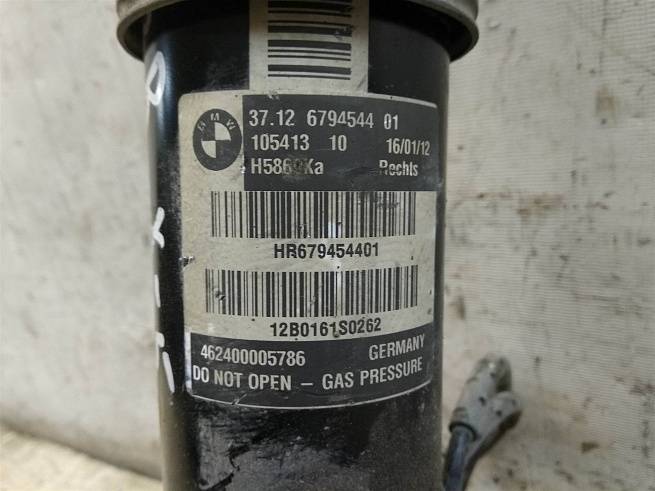 BMW
37.12 6794544 01
105413 10 16/01/12
Rechts
HR679454401
12B0161S0262
462400005786 GERMANY
DO NOT OPEN – GAS PRESSURE